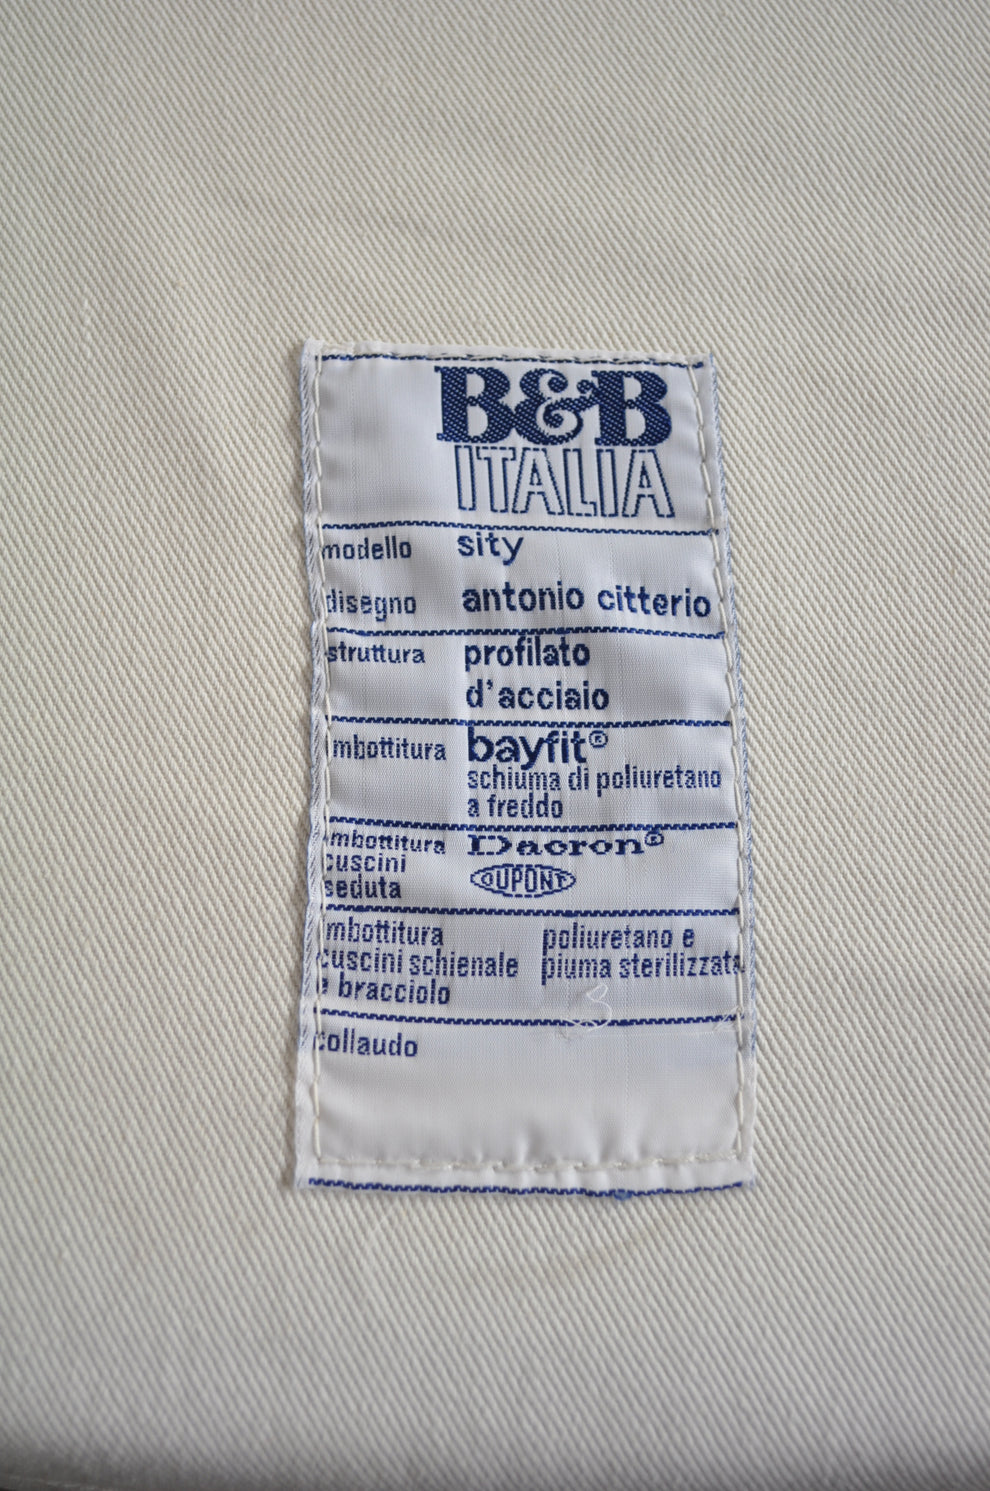 B&B
ITALIA
modello sity
disegno antonio citterio
struttura profilato
d'acciaio
imbottitura bayfit®
schiuma di poliuretano
a freddo
imbottitura Dacron®
cuscini
seduta DUPONT
imbottitura poliuretano e
cuscini schienale piuma sterilizzata
e bracciolo
collaudo